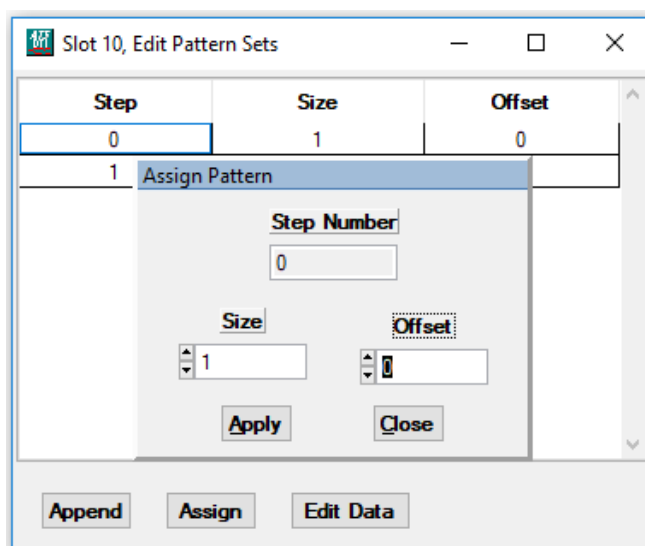 Slot 10, Edit Pattern Sets
Step Size Offset
0 1 0
1
Assign Pattern
Step Number
0
Size Offset
1 0
Apply Close
Append Assign Edit Data